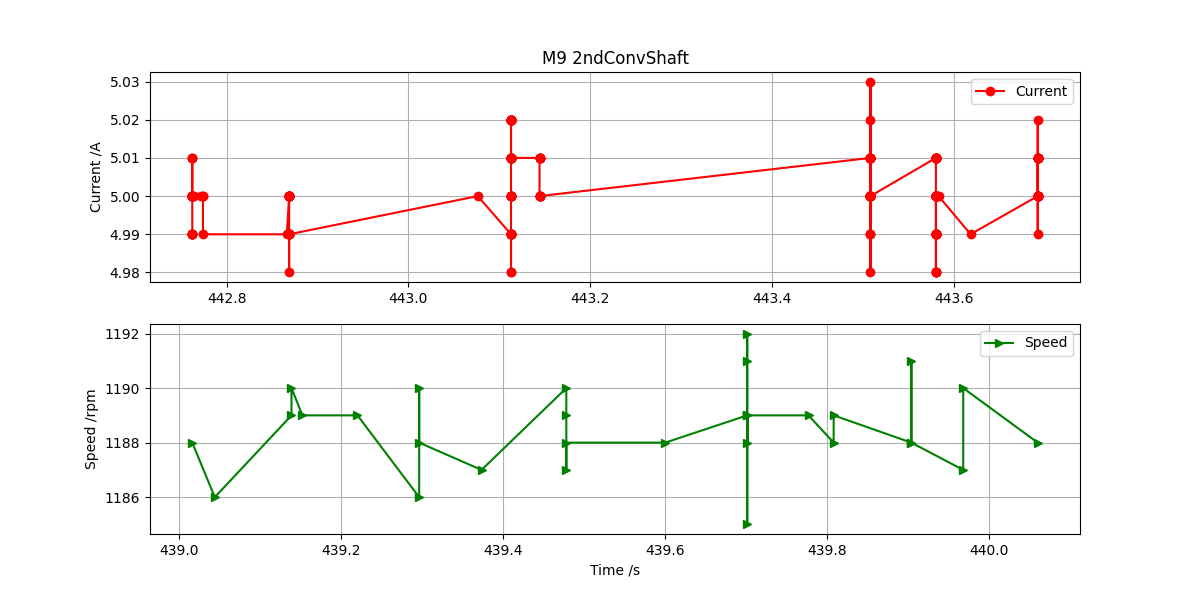 M9 2ndConvShaft
Current /A
5.03
5.02
5.01
5.00
4.99
4.98
Current
442.8 443.0 443.2 443.4 443.6
Speed /rpm
1192
1190
1188
1186
Speed
439.0 439.2 439.4 439.6 439.8 440.0
Time /s